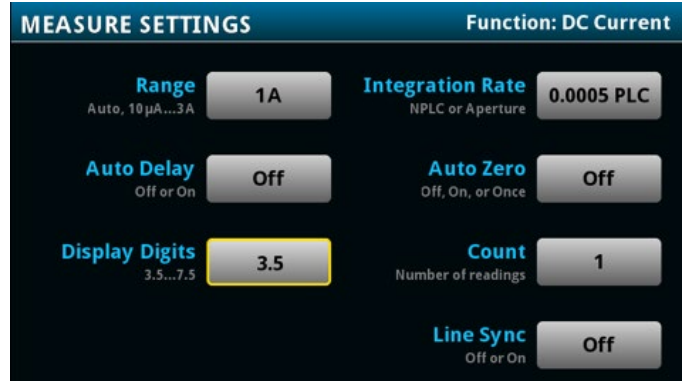 MEASURE SETTINGS Function: DC Current
Range 1A Integration Rate 0.0005 PLC
Auto, 10µA...3A NPLC or Aperture
Auto Delay Off Auto Zero Off
Off or On Off, On, or Once
Display Digits 3.5 Count 1
3.5...7.5 Number of readings
Line Sync Off
Off or On